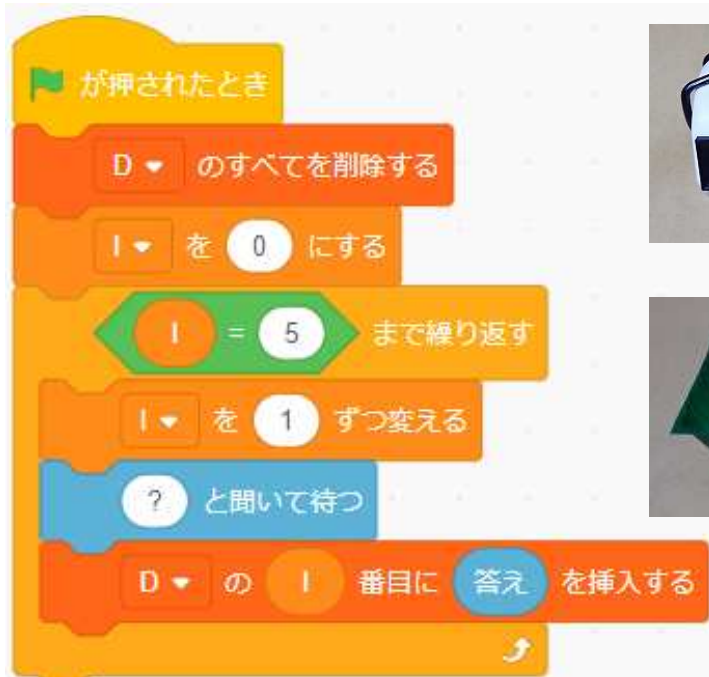 が押されたとき
D のすべてを削除する
I を 0 にする
I = 5 まで繰り返す
I を 1 ずつ変える
? と聞いて待つ
D の I 番目に 答え を挿入する